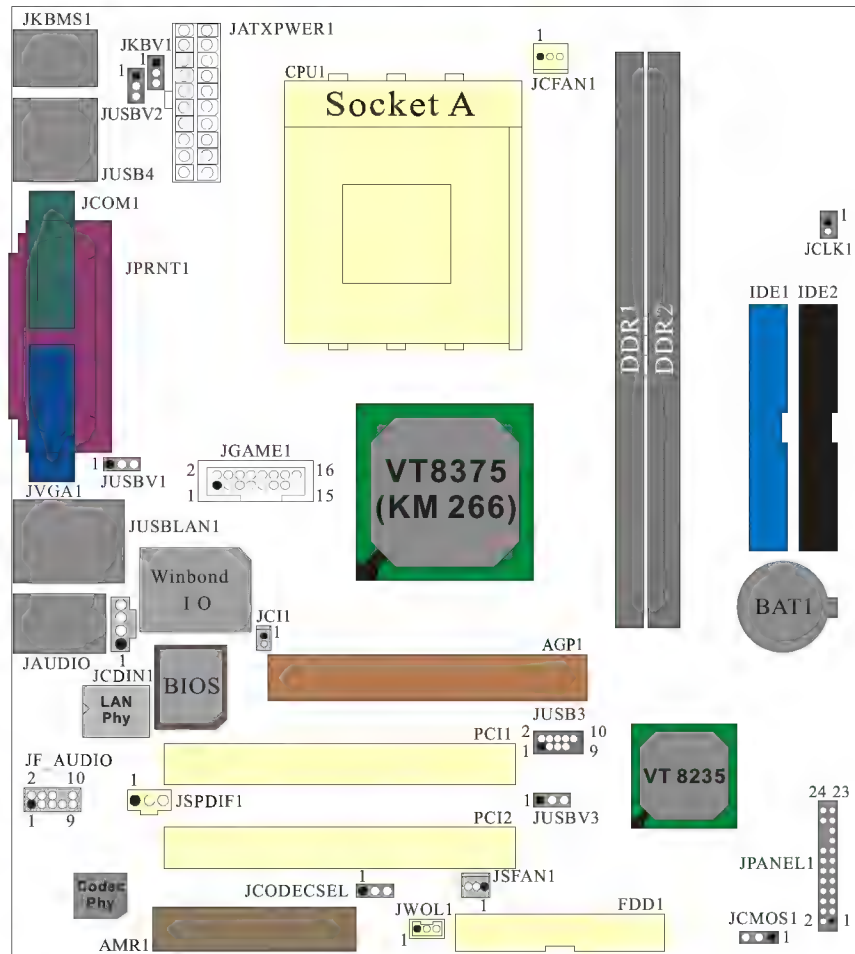 JKBMS1
JATXPWER1
JKBV1
1
1
1
CPU1
JCFAN1
Socket A
JUSBV2
JUSB4
JCOM1
1
JCLK1
JPRNT1
IDE1 IDE2
DDR1
DDR2
JGAME1
2 16
1 15
1
JUSBV1
JVGA1
VT8375
(KM 266)
JUSBLAN1
Winbond
I O
BAT1
JCI1
1
1
JAUDIO
AGP1
JCDIN1
BIOS
LAN
Phy
JUSB3
2 10
1 9
PCI1
JF_AUDIO
2 10
1 9
1
JSPDIF1
VT 8235
1
JUSBV3
24 23
PCI2
JPANEL1
Codec
Phy
1
JCODECSEL
JSFAN1
1
JWOL1
1
FDD1
JCMOS1
2 1
1
AMR1